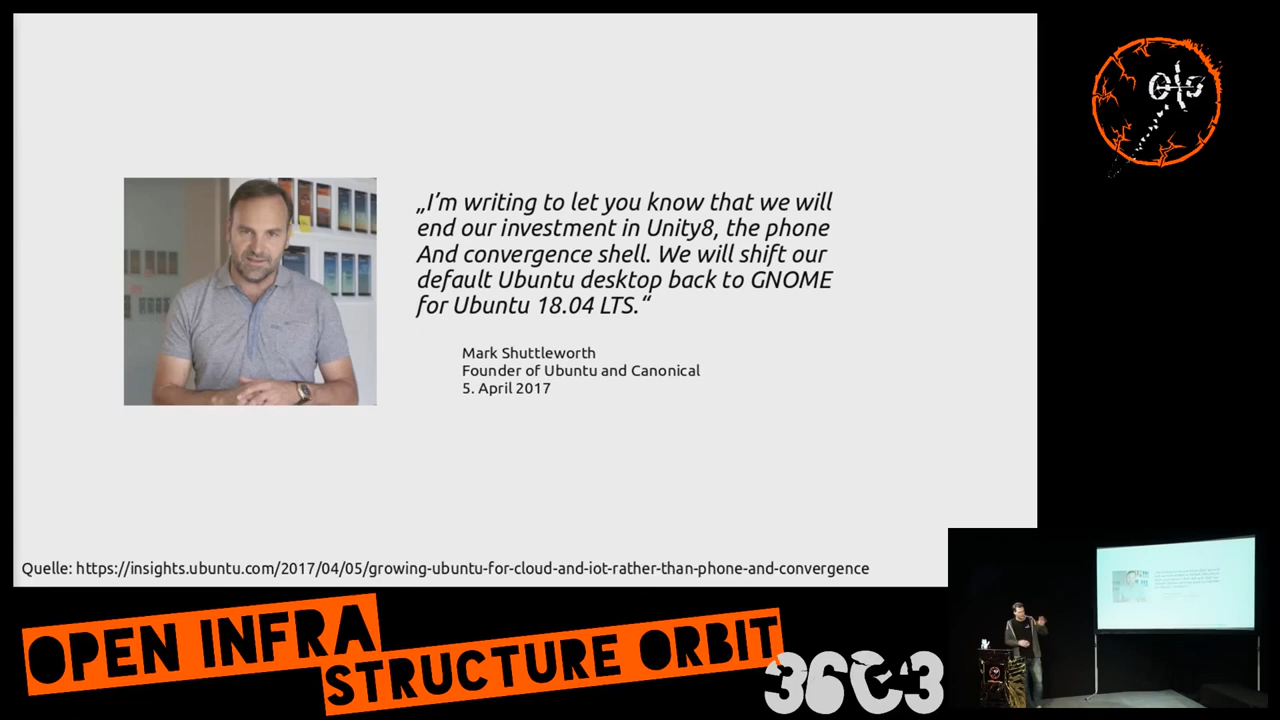 „I'm writing to let you know that we will
end our investment in Unity8, the phone
And convergence shell. We will shift our
default Ubuntu desktop back to GNOME
for Ubuntu 18.04 LTS.“
Mark Shuttleworth
Founder of Ubuntu and Canonical
5. April 2017
Quelle: https://insights.ubuntu.com/2017/04/05/growing-ubuntu-for-cloud-and-iot-rather-than-phone-and-convergence
OPEN INFRA
STRUCTURE ORBIT
36C3